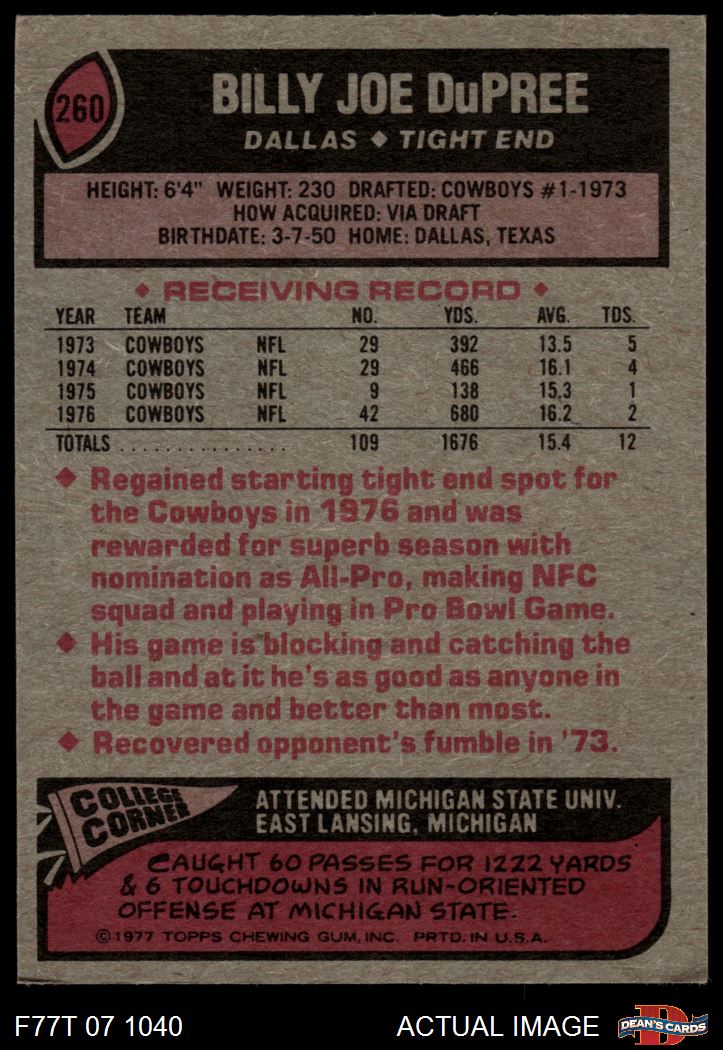 260
BILLY JOE DuPREE
DALLAS ♦ TIGHT END
HEIGHT: 6'4" WEIGHT: 230 DRAFTED: COWBOYS #1-1973
HOW ACQUIRED: VIA DRAFT
BIRTHDATE: 3-7-50 HOME: DALLAS, TEXAS
♦ RECEIVING RECORD ♦
YEAR TEAM NO. YDS. AVG. TDS.
1973 COWBOYS NFL 29 392 13.5 5
1974 COWBOYS NFL 29 466 16.1 4
1975 COWBOYS NFL 9 138 15.3 1
1976 COWBOYS NFL 42 680 16.2 2
TOTALS ................ 109 1676 15.4 12
♦ Regained starting tight end spot for
the Cowboys in 1976 and was
rewarded for superb season with
nomination as All-Pro, making NFC
squad and playing in Pro Bowl Game.
♦ His game is blocking and catching the
ball and at it he's as good as anyone in
the game and better than most.
♦ Recovered opponent's fumble in '73.
COLLEGE
CORNER
ATTENDED MICHIGAN STATE UNIV.
EAST LANSING, MICHIGAN
CAUGHT 60 PASSES FOR 1222 YARDS
& 6 TOUCHDOWNS IN RUN-ORIENTED
OFFENSE AT MICHIGAN STATE.
©1977 TOPPS CHEWING GUM, INC. PRTD. IN U.S.A.
F77T 07 1040 ACTUAL IMAGE
D
DEAN'S CARDS